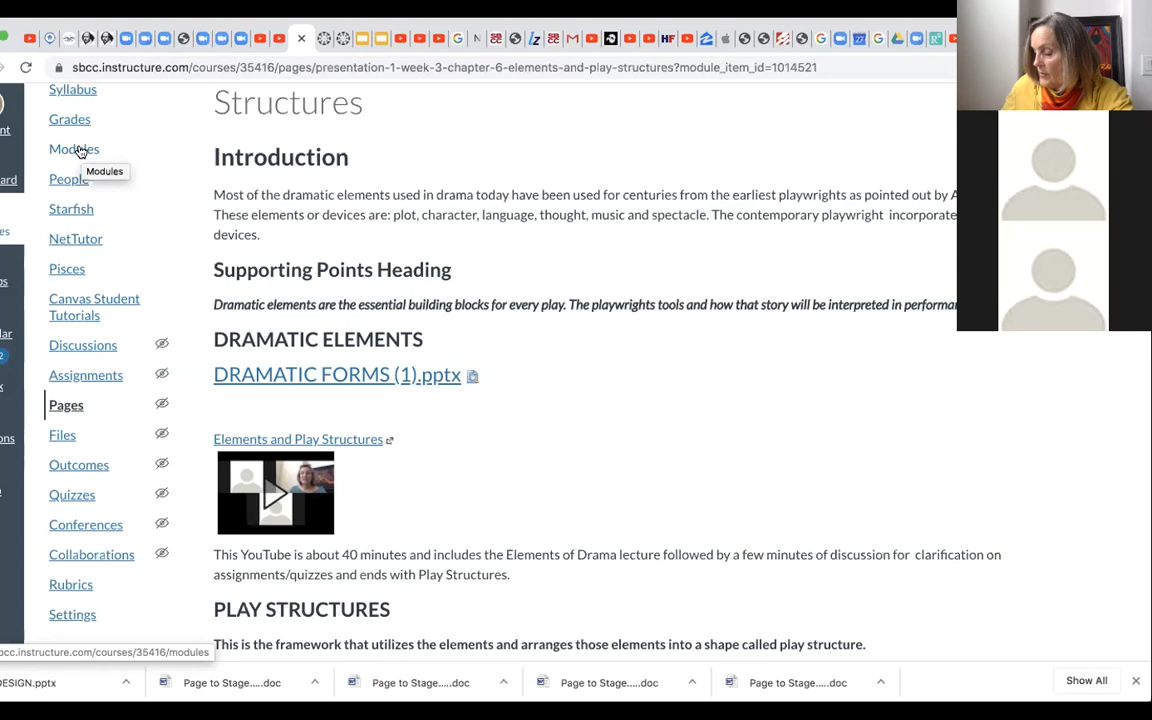 sbcc.instructure.com/courses/35416/pages/presentation-1-week-3-chapter-6-elements-and-play-structures?module_item_id=1014521
Syllabus
Grades
Modules
Modules
People
Starfish
NetTutor
Pisces
Canvas Student
Tutorials
Discussions
Assignments
Pages
Files
Outcomes
Quizzes
Conferences
Collaborations
Rubrics
Settings
Structures
Introduction
Most of the dramatic elements used in drama today have been used for centuries from the earliest playwrights as pointed out by A
These elements or devices are: plot, character, language, thought, music and spectacle. The contemporary playwright incorporate
devices.
Supporting Points Heading
Dramatic elements are the essential building blocks for every play. The playwrights tools and how that story will be interpreted in performa
DRAMATIC ELEMENTS
DRAMATIC FORMS (1).pptx
Elements and Play Structures
This YouTube is about 40 minutes and includes the Elements of Drama lecture followed by a few minutes of discussion for clarification on
assignments/quizzes and ends with Play Structures.
PLAY STRUCTURES
This is the framework that utilizes the elements and arranges those elements into a shape called play structure.
bcc.instructure.com/courses/35416/modules
DESIGN.pptx
Page to Stage.....doc
Page to Stage.....doc
Page to Stage.....doc
Page to Stage.....doc
Show All